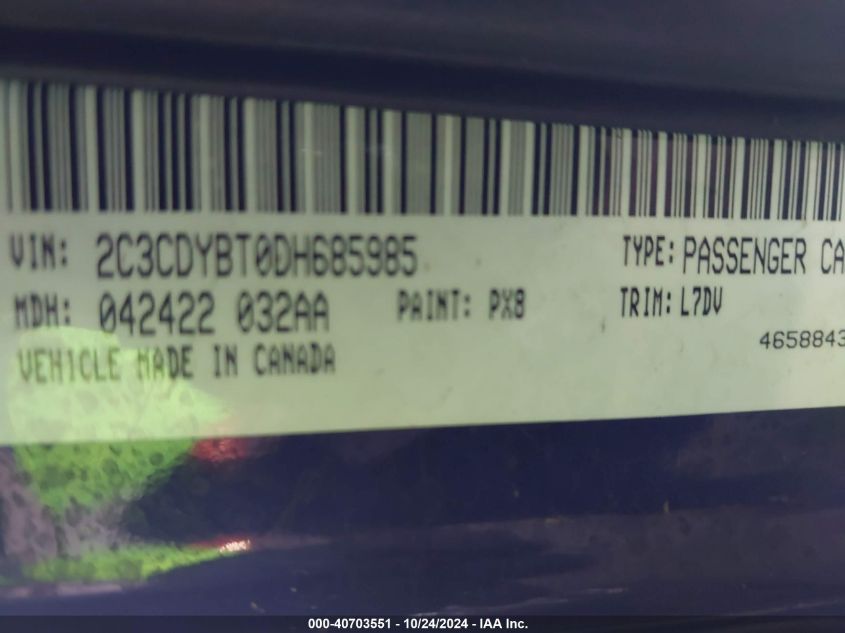 VIN: 2C3CDYBT0DH685985 TYPE: PASSENGER CA
MDH: 042422 032AA PAINT: PX8 TRIM: L7DV
4658843
VEHICLE MADE IN CANADA
000-40703551 - 10/24/2024 - IAA Inc.